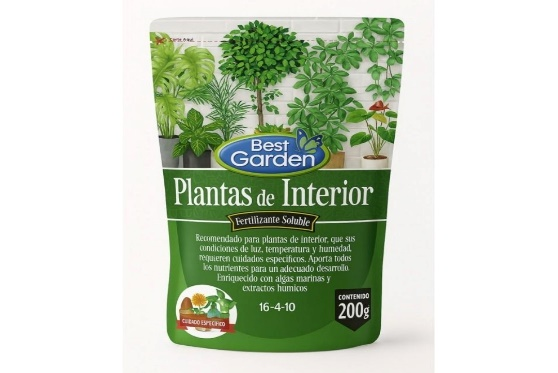 Best
Garden
Plantas de Interior
Fertilizante Soluble
Recomendado para plantas de interior, que sus
condiciones de luz, temperatura y humedad,
requieren cuidados específicos. Aporta todos
los nutrientes para un adecuado desarrollo.
Enriquecido con algas marinas y
extractos húmicos
16-4-10
CONTENIDO
200g
CUIDADO ESPECÍFICO